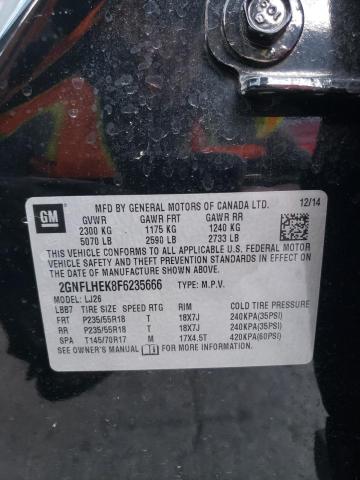 GM
MFD BY GENERAL MOTORS OF CANADA LTD. 12/14
GVWR GAWR FRT GAWR RR
2300 KG 1175 KG 1240 KG
5070 LB 2590 LB 2733 LB
THIS VEHICLE CONFORMS TO ALL APPLICABLE U.S. FEDERAL MOTOR
VEHICLE SAFETY AND THEFT PREVENTION STANDARDS IN
EFFECT ON THE DATE OF MANUFACTURE SHOWN ABOVE.
2GNFLHEK8F6235666 TYPE: M.P.V.
MODEL: LJ26
LBB7 TIRE SIZE SPEED RTG RIM COLD TIRE PRESSURE
FRT P235/55R18 T 18X7J 240KPA(35PSI)
RR P235/55R18 T 18X7J 240KPA(35PSI)
SPA T145/70R17 M 17X4.5T 420KPA(60PSI)
SEE OWNER'S MANUAL FOR MORE INFORMATION.